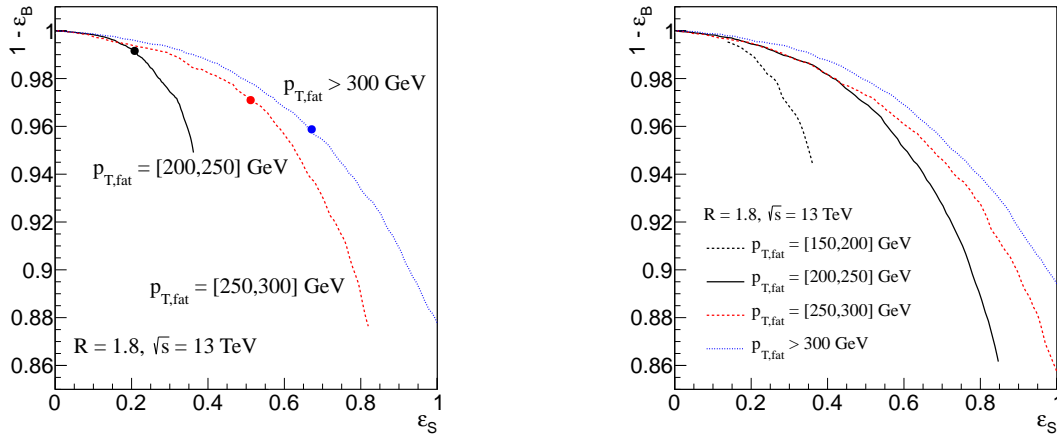 1 - ε_B
1
0.98
0.96
0.94
0.92
0.9
0.88
0.86
p_T,fat > 300 GeV
p_T,fat = [200,250] GeV
p_T,fat = [250,300] GeV
R = 1.8, √s = 13 TeV
0 0.2 0.4 0.6 0.8 1
ε_S
1 - ε_B
1
0.98
0.96
0.94
0.92
0.9
0.88
0.86
R = 1.8, √s = 13 TeV
p_T,fat = [150,200] GeV
p_T,fat = [200,250] GeV
p_T,fat = [250,300] GeV
p_T,fat > 300 GeV
0 0.2 0.4 0.6 0.8 1
ε_S